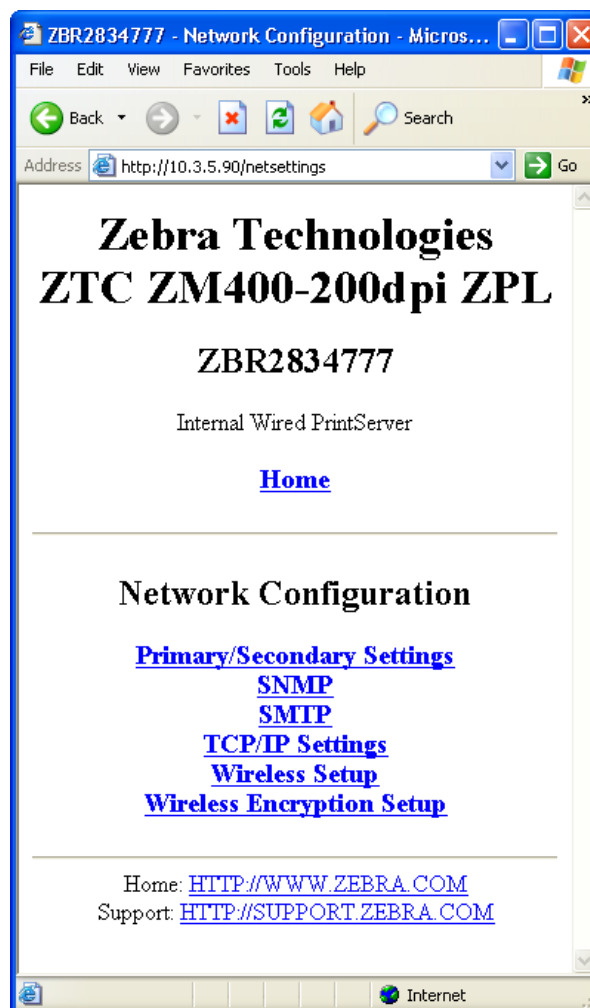 ZBR2834777 - Network Configuration - Micros...
File Edit View Favorites Tools Help
Back Search »
Address http://10.3.5.90/netsettings Go
Zebra Technologies
ZTC ZM400-200dpi ZPL
ZBR2834777
Internal Wired PrintServer
Home
Network Configuration
Primary/Secondary Settings
SNMP
SMTP
TCP/IP Settings
Wireless Setup
Wireless Encryption Setup
Home: HTTP://WWW.ZEBRA.COM
Support: HTTP://SUPPORT.ZEBRA.COM
Internet